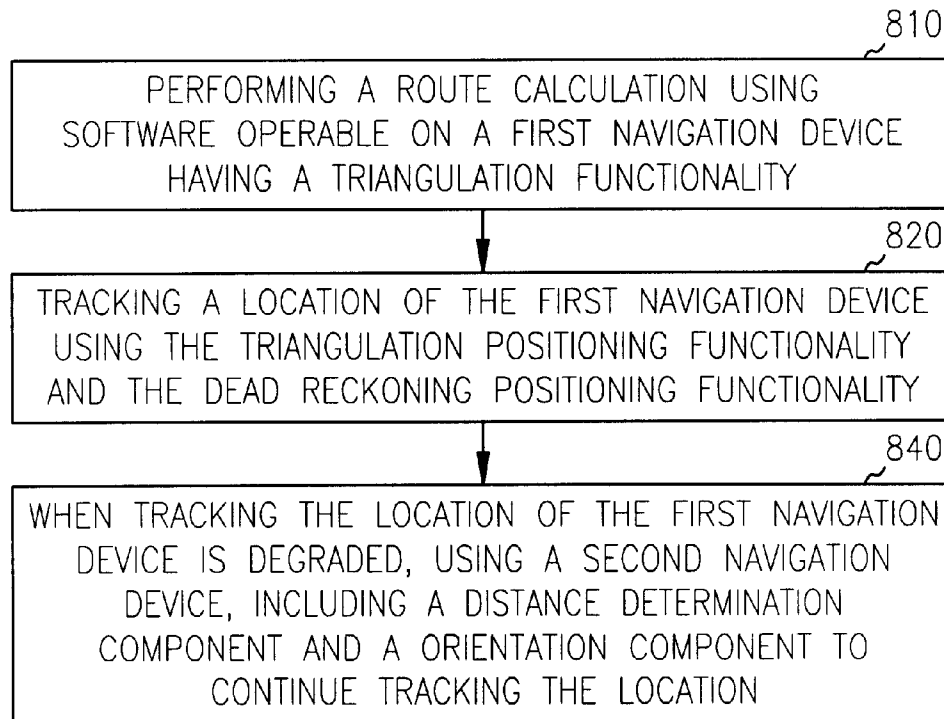 810
PERFORMING A ROUTE CALCULATION USING
SOFTWARE OPERABLE ON A FIRST NAVIGATION DEVICE
HAVING A TRIANGULATION FUNCTIONALITY
820
TRACKING A LOCATION OF THE FIRST NAVIGATION DEVICE
USING THE TRIANGULATION POSITIONING FUNCTIONALITY
AND THE DEAD RECKONING POSITIONING FUNCTIONALITY
840
WHEN TRACKING THE LOCATION OF THE FIRST NAVIGATION
DEVICE IS DEGRADED, USING A SECOND NAVIGATION
DEVICE, INCLUDING A DISTANCE DETERMINATION
COMPONENT AND A ORIENTATION COMPONENT TO
CONTINUE TRACKING THE LOCATION